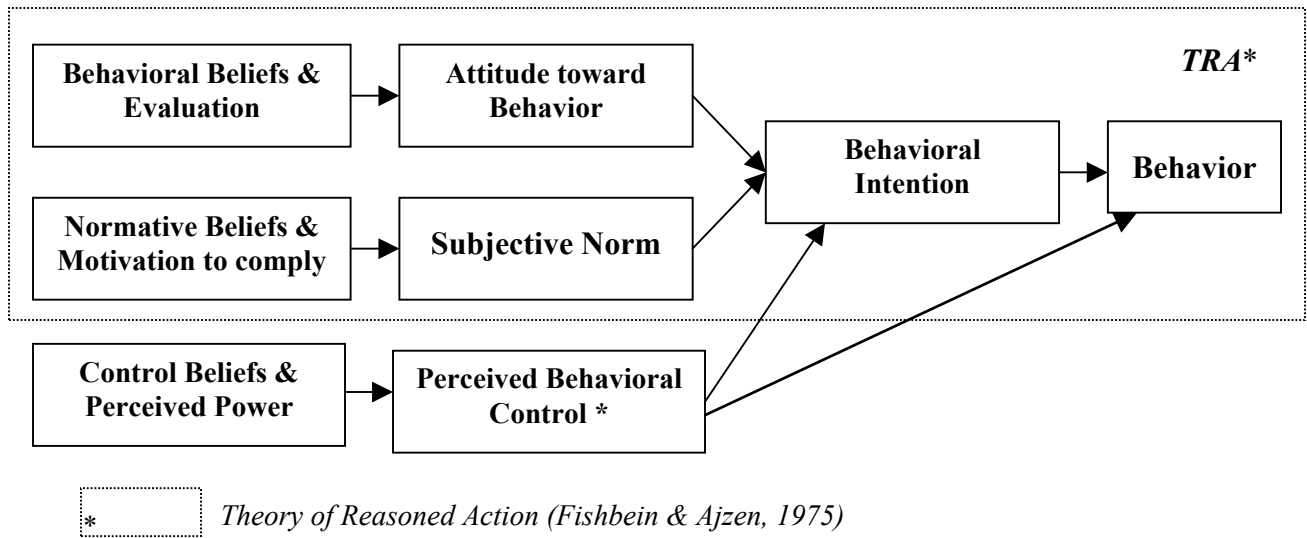 TRA*
Behavioral Beliefs &
Evaluation
Attitude toward
Behavior
Behavioral
Intention
Behavior
Normative Beliefs &
Motivation to comply
Subjective Norm
Control Beliefs &
Perceived Power
Perceived Behavioral
Control *
* Theory of Reasoned Action (Fishbein & Ajzen, 1975)